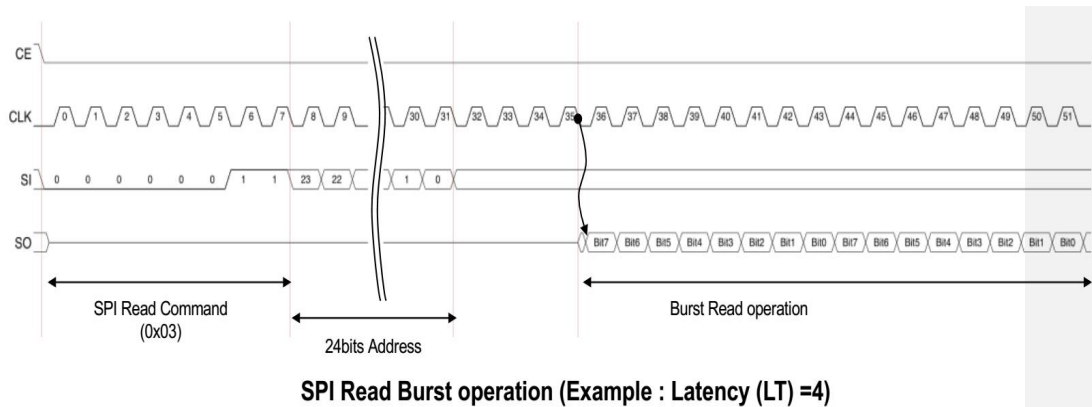 CE
CLK 0 1 2 3 4 5 6 7 8 9 30 31 32 33 34 35 36 37 38 39 40 41 42 43 44 45 46 47 48 49 50 51
SI 0 0 0 0 0 0 1 1 23 22 1 0
SO Bit7 Bit6 Bit5 Bit4 Bit3 Bit2 Bit1 Bit0 Bit7 Bit6 Bit5 Bit4 Bit3 Bit2 Bit1 Bit0
SPI Read Command
(0x03)
24bits Address
Burst Read operation
SPI Read Burst operation (Example : Latency (LT) =4)